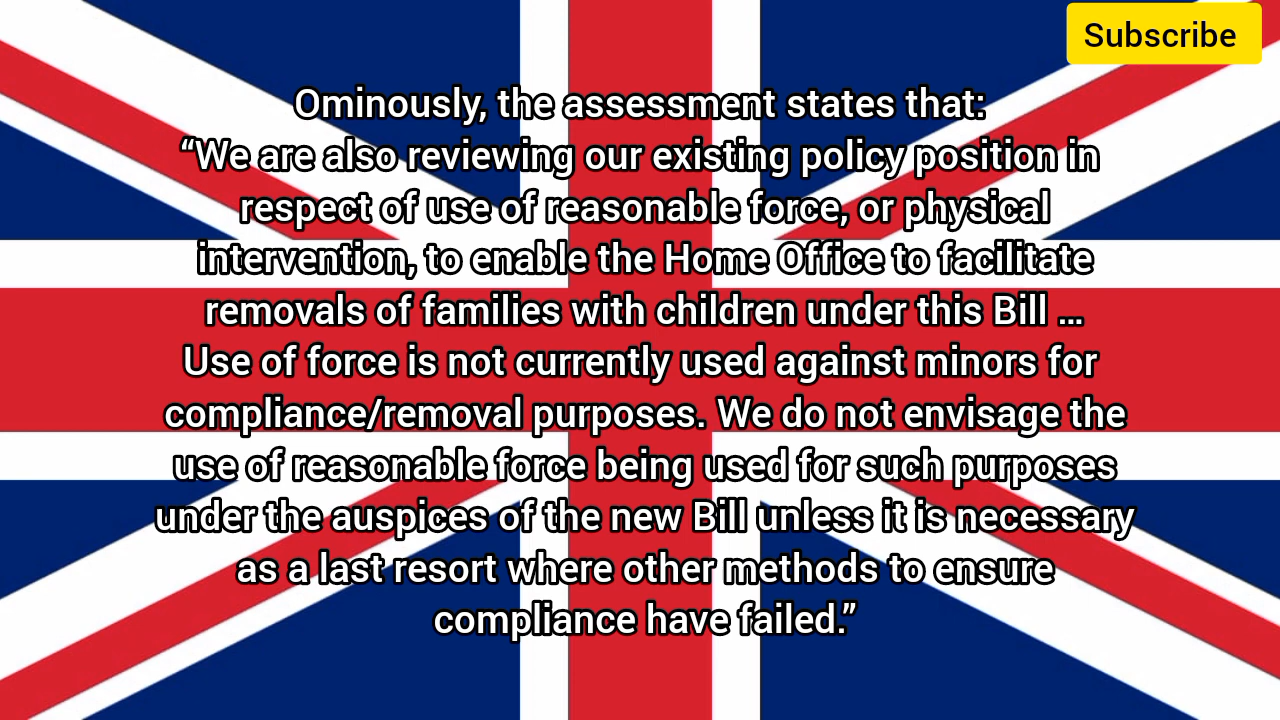 Subscribe
Ominously, the assessment states that:
“We are also reviewing our existing policy position in
respect of use of reasonable force, or physical
intervention, to enable the Home Office to facilitate
removals of families with children under this Bill ...
Use of force is not currently used against minors for
compliance/removal purposes. We do not envisage the
use of reasonable force being used for such purposes
under the auspices of the new Bill unless it is necessary
as a last resort where other methods to ensure
compliance have failed.”